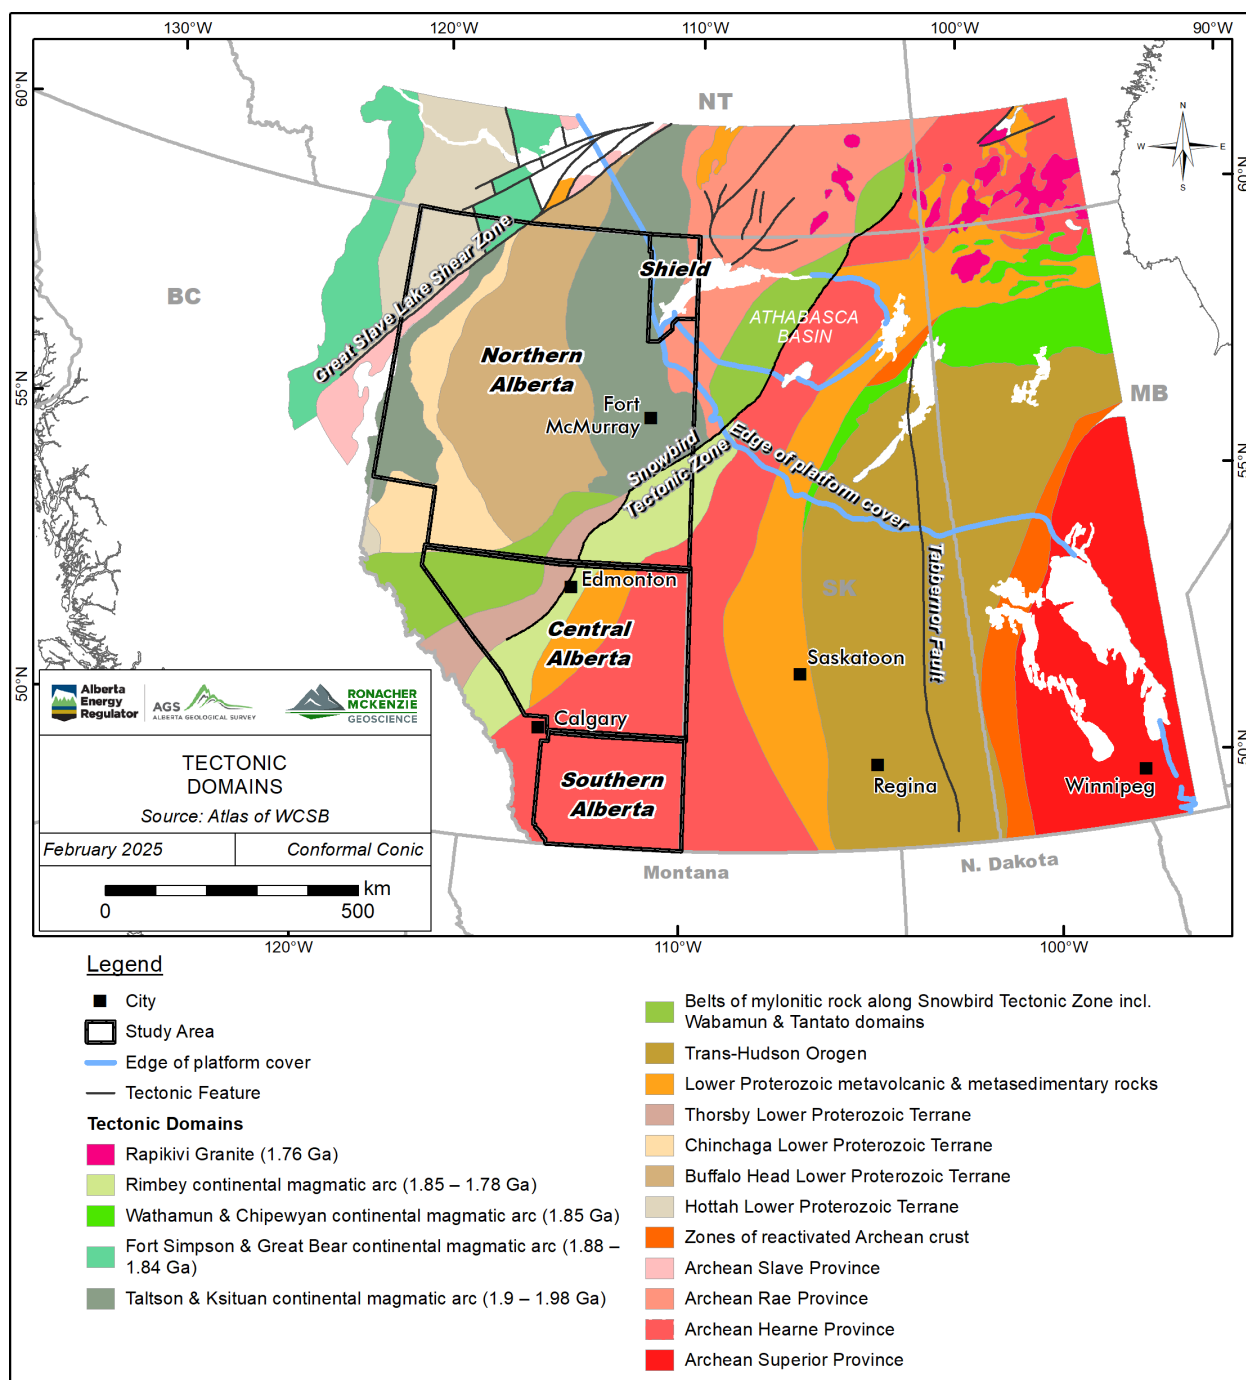 130°W
120°W
110°W
100°W
90°W
60°N
NT
N
W
E
S
60°N
Great Slave Lake Shear Zone
Shield
BC
ATHABASCA
BASIN
Northern
Alberta
55°N
MB
Fort
McMurray
Snowbird
Tectonic Zone
Edge of platform cover
55°N
Tabbernor Fault
Edmonton
SK
Central
Alberta
Saskatoon
50°N
Calgary
Southern
Alberta
Regina
Winnipeg
50°N
Montana
N. Dakota
Alberta
Energy
Regulator
AGS
ALBERTA GEOLOGICAL SURVEY
RONACHER
MCKENZIE
GEOSCIENCE
TECTONIC
DOMAINS
Source: Atlas of WCSB
February 2025
Conformal Conic
km
0
500
120°W
110°W
100°W
Legend
City
Study Area
Edge of platform cover
Tectonic Feature
Tectonic Domains
Rapikivi Granite (1.76 Ga)
Rimbey continental magmatic arc (1.85 – 1.78 Ga)
Wathamun & Chipewyan continental magmatic arc (1.85 Ga)
Fort Simpson & Great Bear continental magmatic arc (1.88 –
1.84 Ga)
Taltson & Ksituan continental magmatic arc (1.9 – 1.98 Ga)
Belts of mylonitic rock along Snowbird Tectonic Zone incl.
Wabamun & Tantato domains
Trans-Hudson Orogen
Lower Proterozoic metavolcanic & metasedimentary rocks
Thorsby Lower Proterozoic Terrane
Chinchaga Lower Proterozoic Terrane
Buffalo Head Lower Proterozoic Terrane
Hottah Lower Proterozoic Terrane
Zones of reactivated Archean crust
Archean Slave Province
Archean Rae Province
Archean Hearne Province
Archean Superior Province